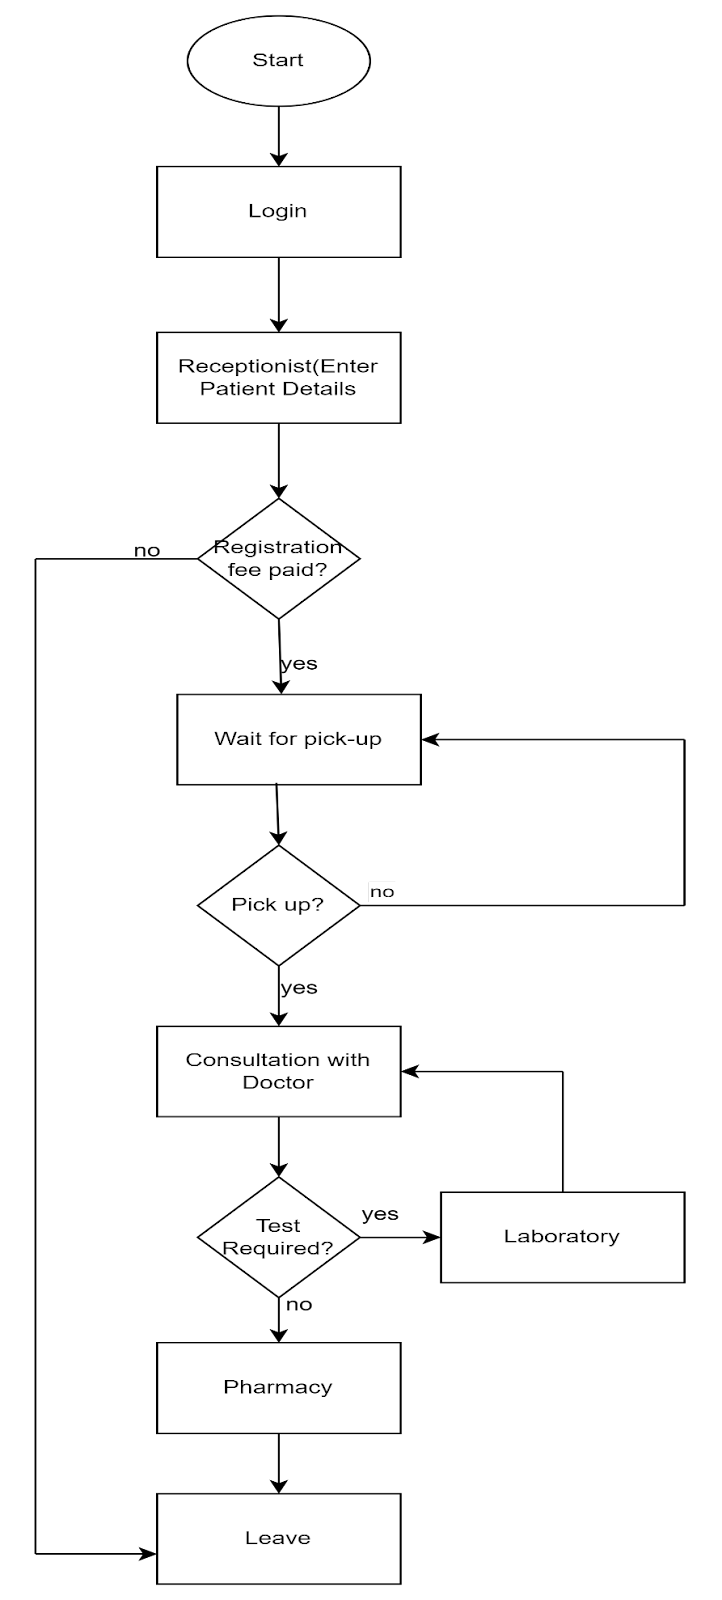 Start
Login
Receptionist(Enter
Patient Details
no
Registration
fee paid?
yes
Wait for pick-up
Pick up?
no
yes
Consultation with
Doctor
Test
Required?
yes
Laboratory
no
Pharmacy
Leave